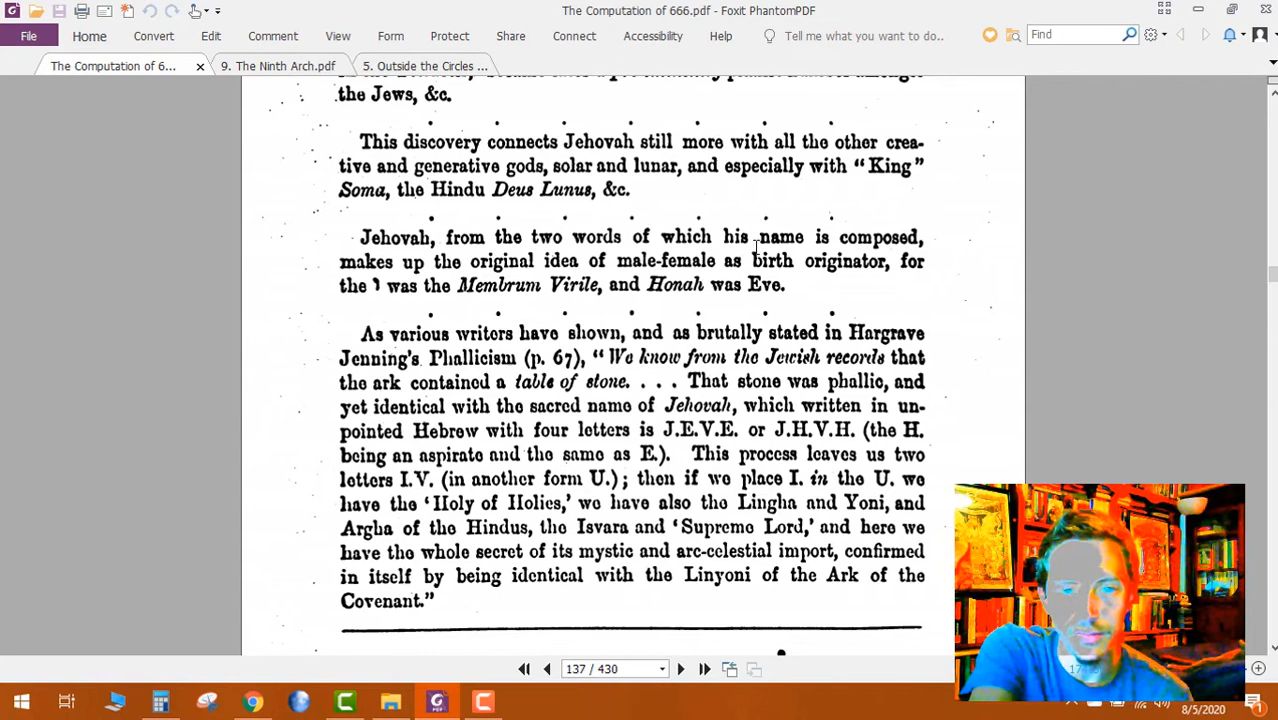 The Computation of 666.pdf - Foxit PhantomPDF
File Home Convert Edit Comment View Form Protect Share Connect Accessibility Help Tell me what you want to do.. Find
The Computation of 6... 9. The Ninth Arch.pdf 5. Outside the Circles ...
the Jews, &c.
This discovery connects Jehovah still more with all the other crea-
tive and generative gods, solar and lunar, and especially with "King"
Soma, the Hindu Deus Lunus, &c.
Jehovah, from the two words of which his name is composed,
makes up the original idea of male-female as birth originator, for
the י was the Membrum Virile, and Honah was Eve.
As various writers have shown, and as brutally stated in Hargrave
Jenning's Phallicism (p. 67), "We know from the Jewish records that
the ark contained a table of stone. . . . That stone was phallic, and
yet identical with the sacred name of Jehovah, which written in un-
pointed Hebrew with four letters is J.E.V.E. or J.H.V.H. (the H.
being an aspirate and the same as E.). This process leaves us two
letters I.V. (in another form U.); then if we place I. in the U. we
have the 'Holy of Holies,' we have also the Lingha and Yoni, and
Argha of the Hindus, the Isvara and 'Supreme Lord,' and here we
have the whole secret of its mystic and arc-celestial import, confirmed
in itself by being identical with the Linyoni of the Ark of the
Covenant."
137 / 430
8/5/2020